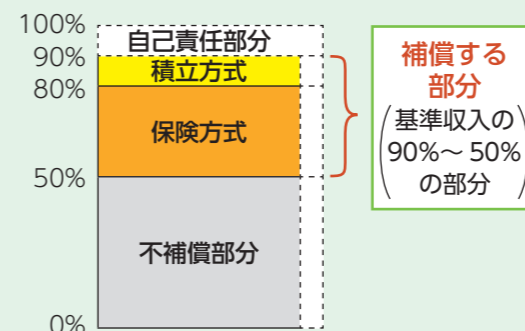 100%
自己責任部分
90%
積立方式
80%
保険方式
50%
不補償部分
0%
補償する
部分
(基準収入の
90%～50%
の部分)